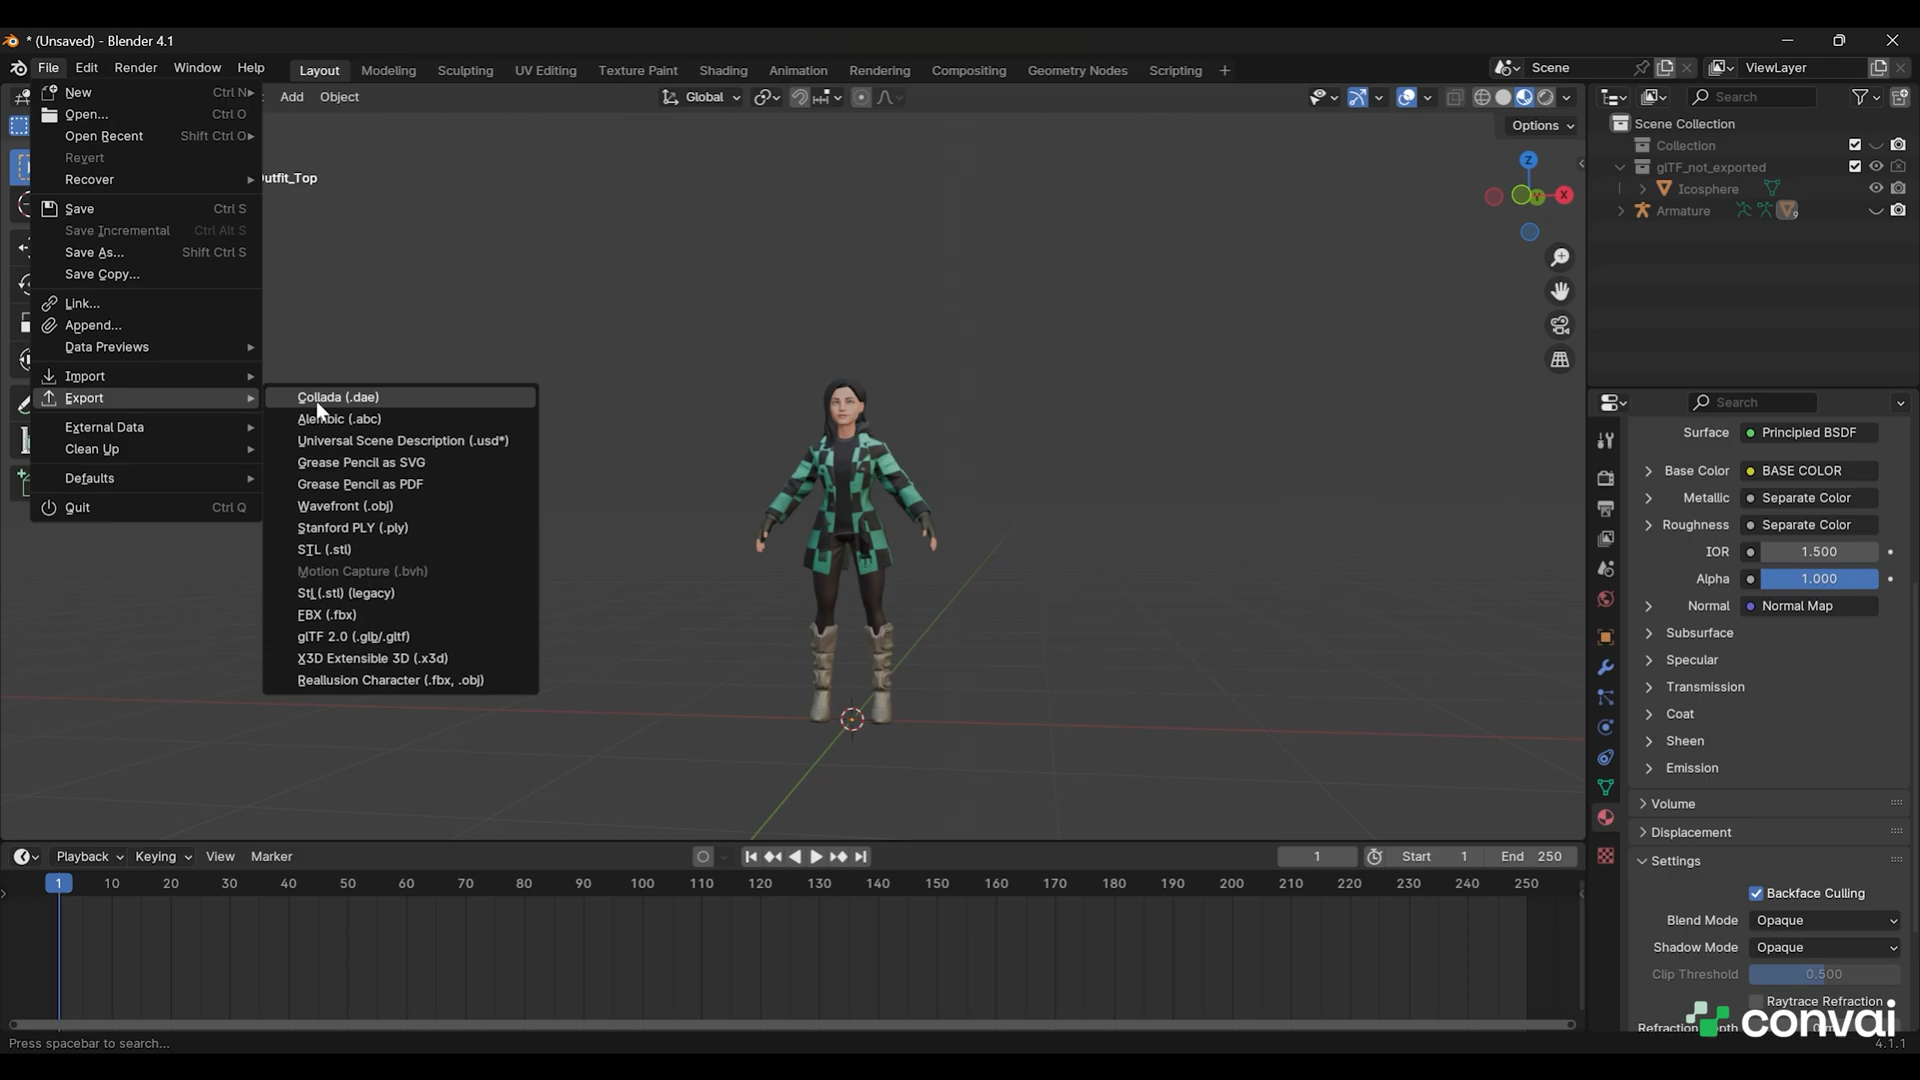 * (Unsaved) - Blender 4.1
File Edit Render Window Help Layout Modeling Sculpting UV Editing Texture Paint Shading Animation Rendering Compositing Geometry Nodes Scripting + Scene ViewLayer
Add Object Global Search
Options
New Ctrl N
Open... Ctrl O
Open Recent Shift Ctrl O
Revert
Recover
Save Ctrl S
Save Incremental Ctrl Alt S
Save As... Shift Ctrl S
Save Copy...
Link...
Append...
Data Previews
Import
Export
External Data
Clean Up
Defaults
Quit Ctrl Q
Collada (.dae)
Alembic (.abc)
Universal Scene Description (.usd*)
Grease Pencil as SVG
Grease Pencil as PDF
Wavefront (.obj)
Stanford PLY (.ply)
STL (.stl)
Motion Capture (.bvh)
Stl (.stl) (legacy)
FBX (.fbx)
glTF 2.0 (.glb/.gltf)
X3D Extensible 3D (.x3d)
Reallusion Character (.fbx, .obj)
utfit_Top
Z
Y
X
Scene Collection
Collection
glTF_not_exported
Icosphere
Armature
9
Search
Surface Principled BSDF
Base Color BASE COLOR
Metallic Separate Color
Roughness Separate Color
IOR 1.500
Alpha 1.000
Normal Normal Map
Subsurface
Specular
Transmission
Coat
Sheen
Emission
Volume
Displacement
Settings
Backface Culling
Blend Mode Opaque
Shadow Mode Opaque
Clip Threshold 0.500
Raytrace Refraction
Playback Keying View Marker 1 Start 1 End 250
1 10 20 30 40 50 60 70 80 90 100 110 120 130 140 150 160 170 180 190 200 210 220 230 240 250
convai
Press spacebar to search...
4.1.1